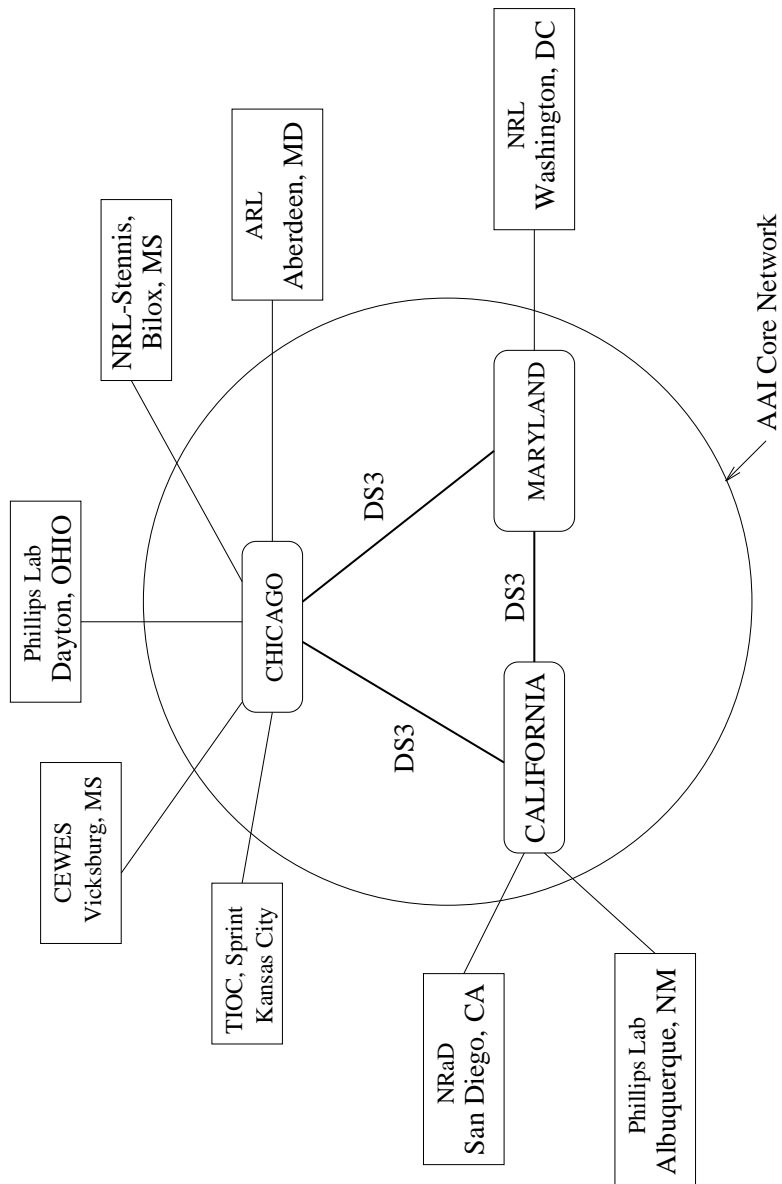 Phillips Lab
Dayton, OHIO
CEWES
Vicksburg, MS
NRL-Stennis,
Bilox, MS
TIOC, Sprint
Kansas City
ARL
Aberdeen, MD
CHICAGO
DS3
DS3
NRaD
San Diego, CA
CALIFORNIA
DS3
MARYLAND
NRL
Washington, DC
Phillips Lab
Albuquerque, NM
AAI Core Network